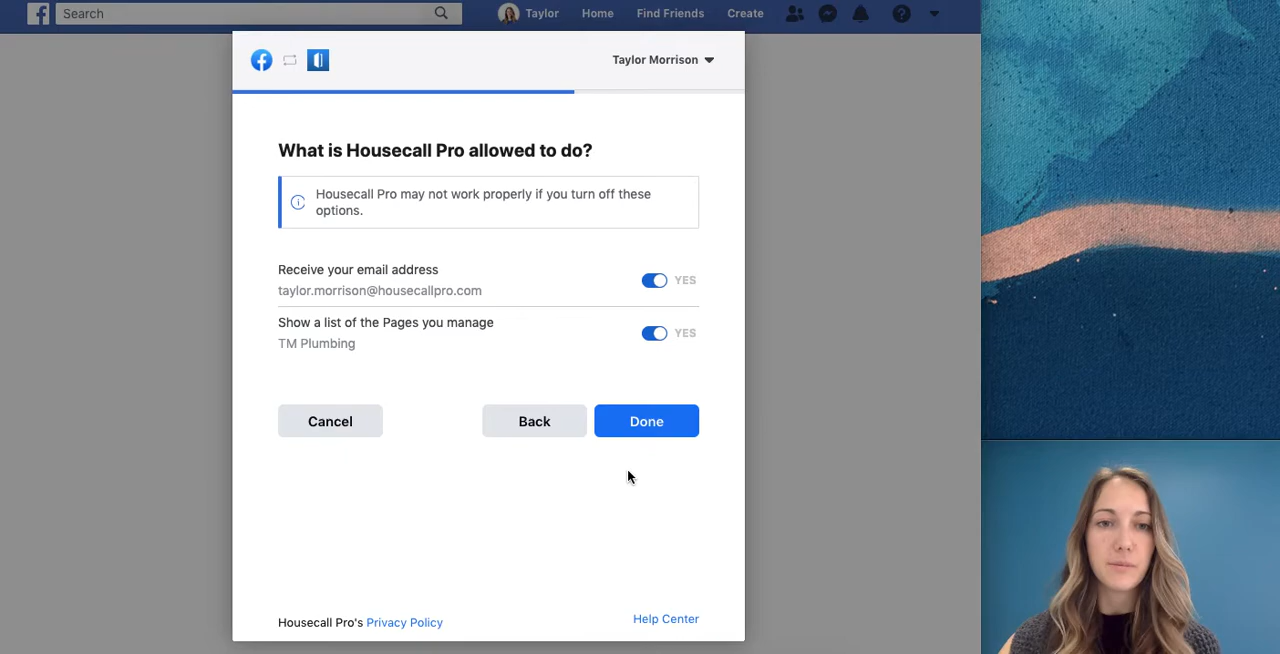 Search
Taylor
Home
Find Friends
Create
Taylor Morrison
What is Housecall Pro allowed to do?
Housecall Pro may not work properly if you turn off these
options.
Receive your email address
YES
taylor.morrison@housecallpro.com
Show a list of the Pages you manage
YES
TM Plumbing
Cancel
Back
Done
Housecall Pro's Privacy Policy
Help Center